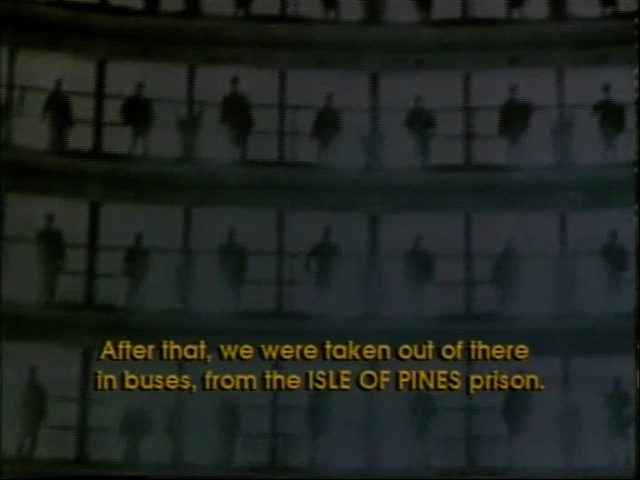 After that, we were taken out of there
in buses, from the ISLE OF PINES prison.